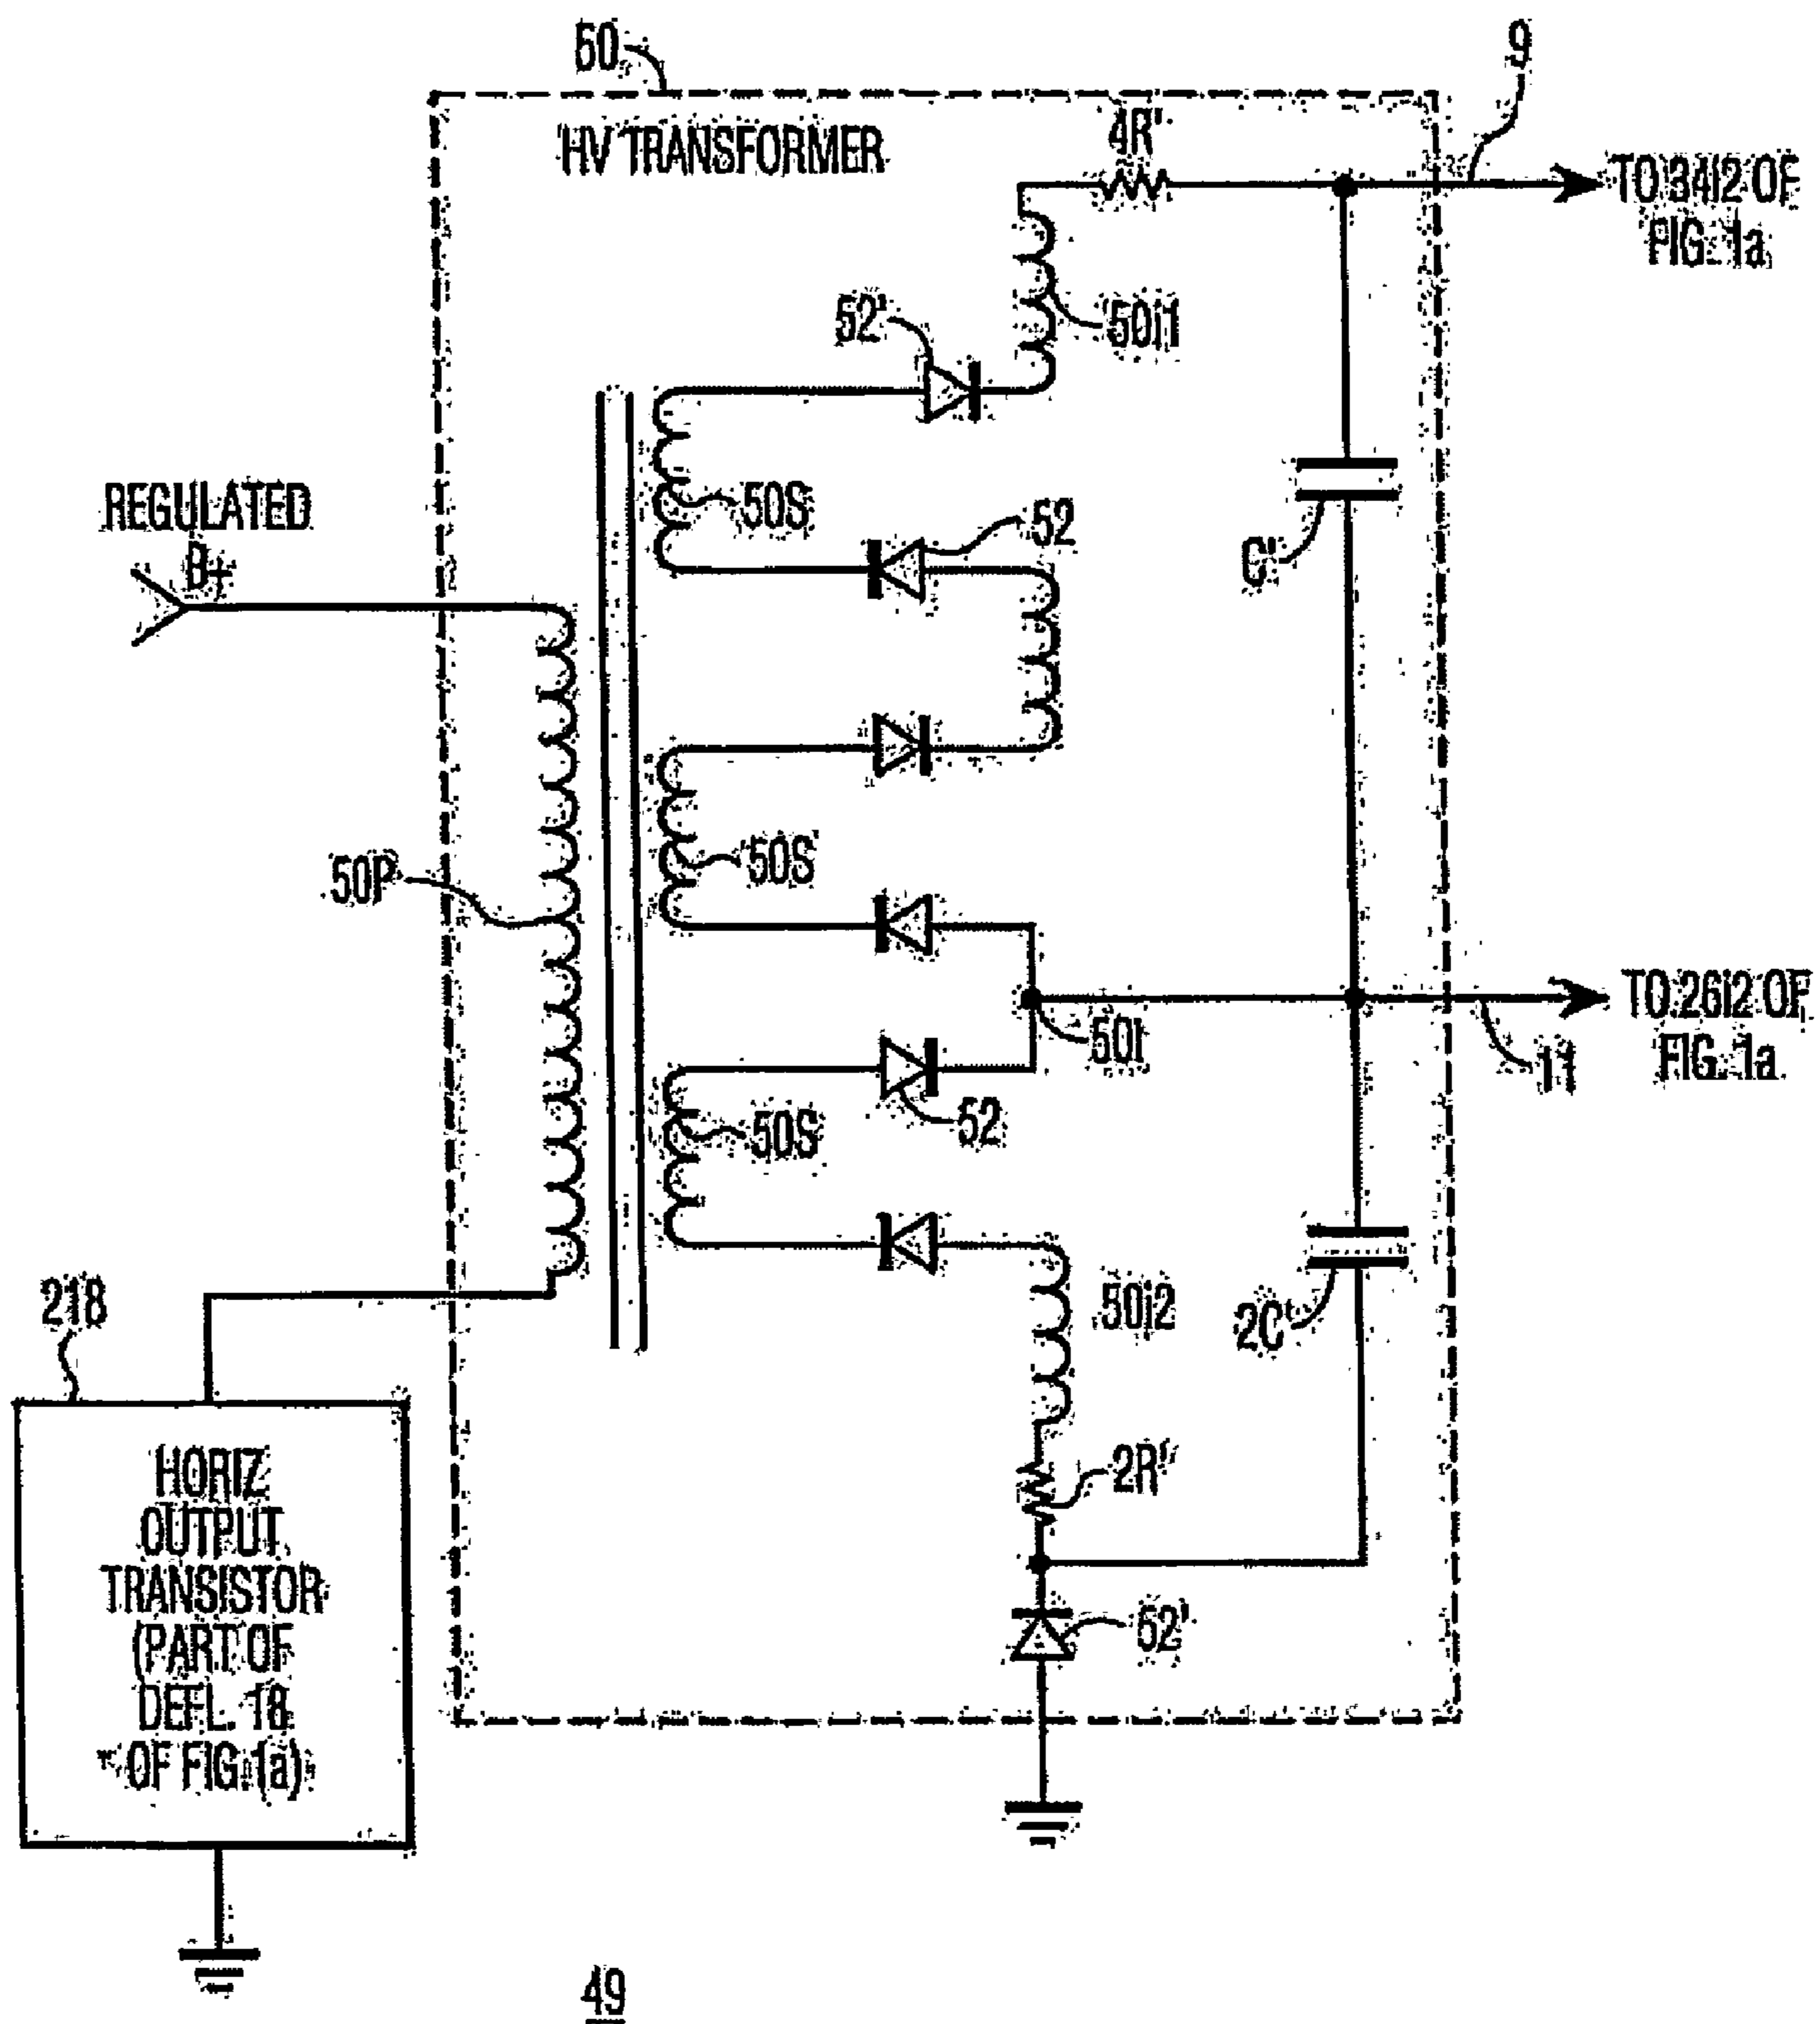 50
9
HV TRANSFORMER
4R'
TO 34i2 OF
FIG. 1a
52'
50i1
REGULATED
B+
50S
52
C'
50P
50S
50i
TO 26i2 OF
FIG. 1a
11
50S
52
218
50i2
2C'
HORIZ
OUTPUT
TRANSISTOR
(PART OF
DEFL. 18
OF FIG. 1a)
2R'
52'
49